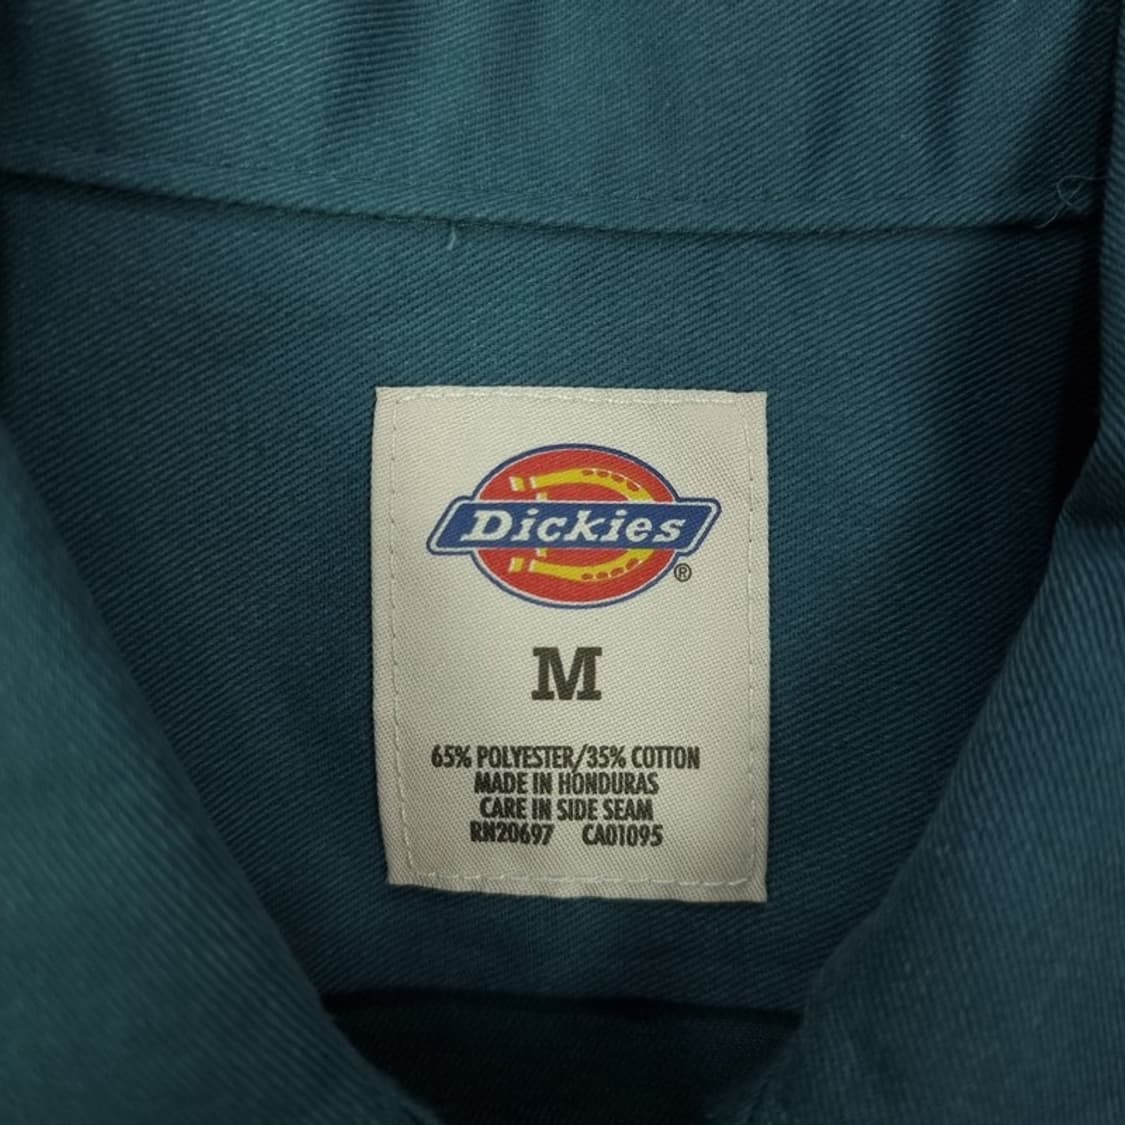 Dickies
®
M
65% POLYESTER/35% COTTON
MADE IN HONDURAS
CARE IN SIDE SEAM
RN20697 CA01095